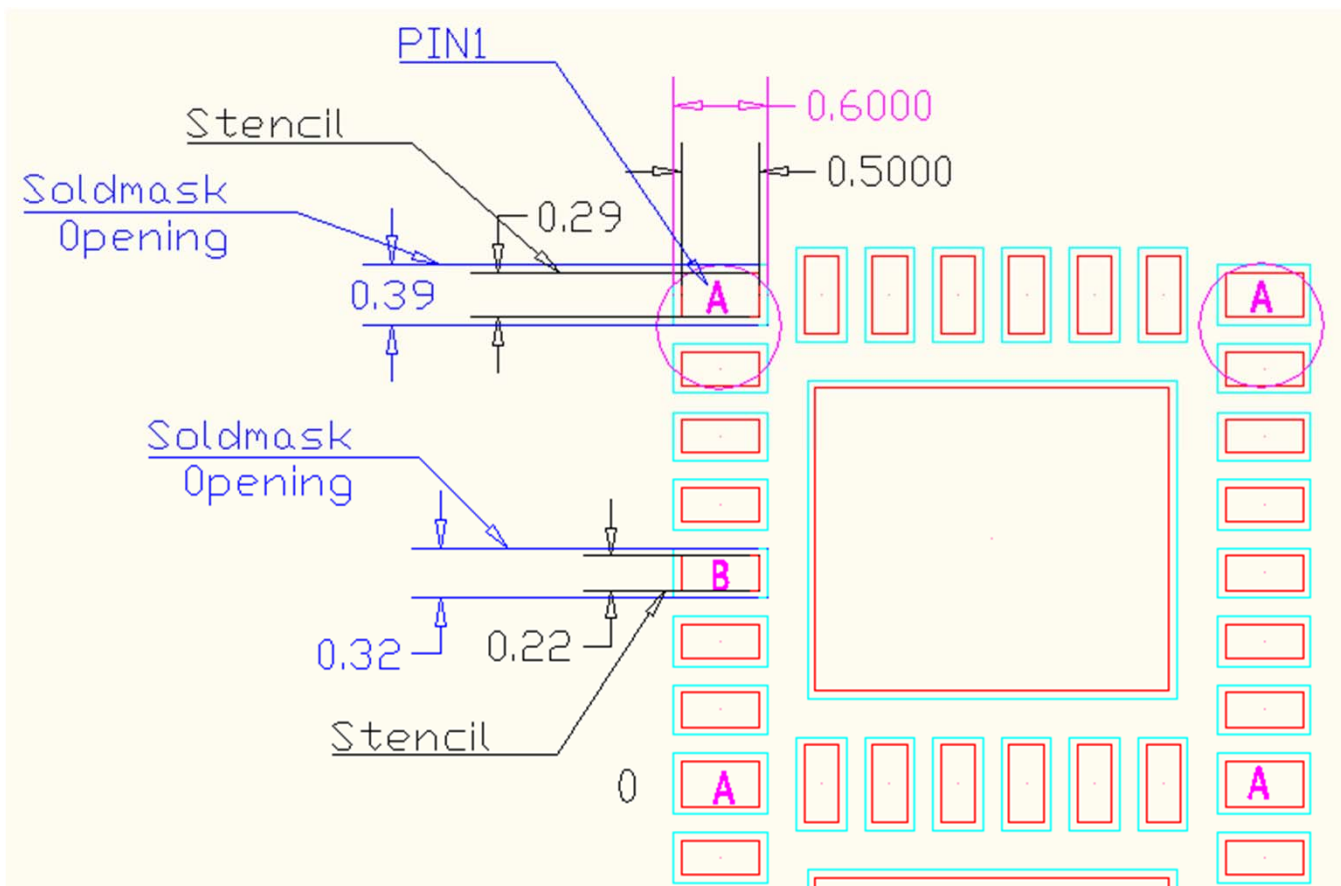 PIN1
0.6000
Stencil
0.5000
Soldmask
Opening
0.29
0.39
A
A
Soldmask
Opening
B
0.32
0.22
Stencil
0
A
A